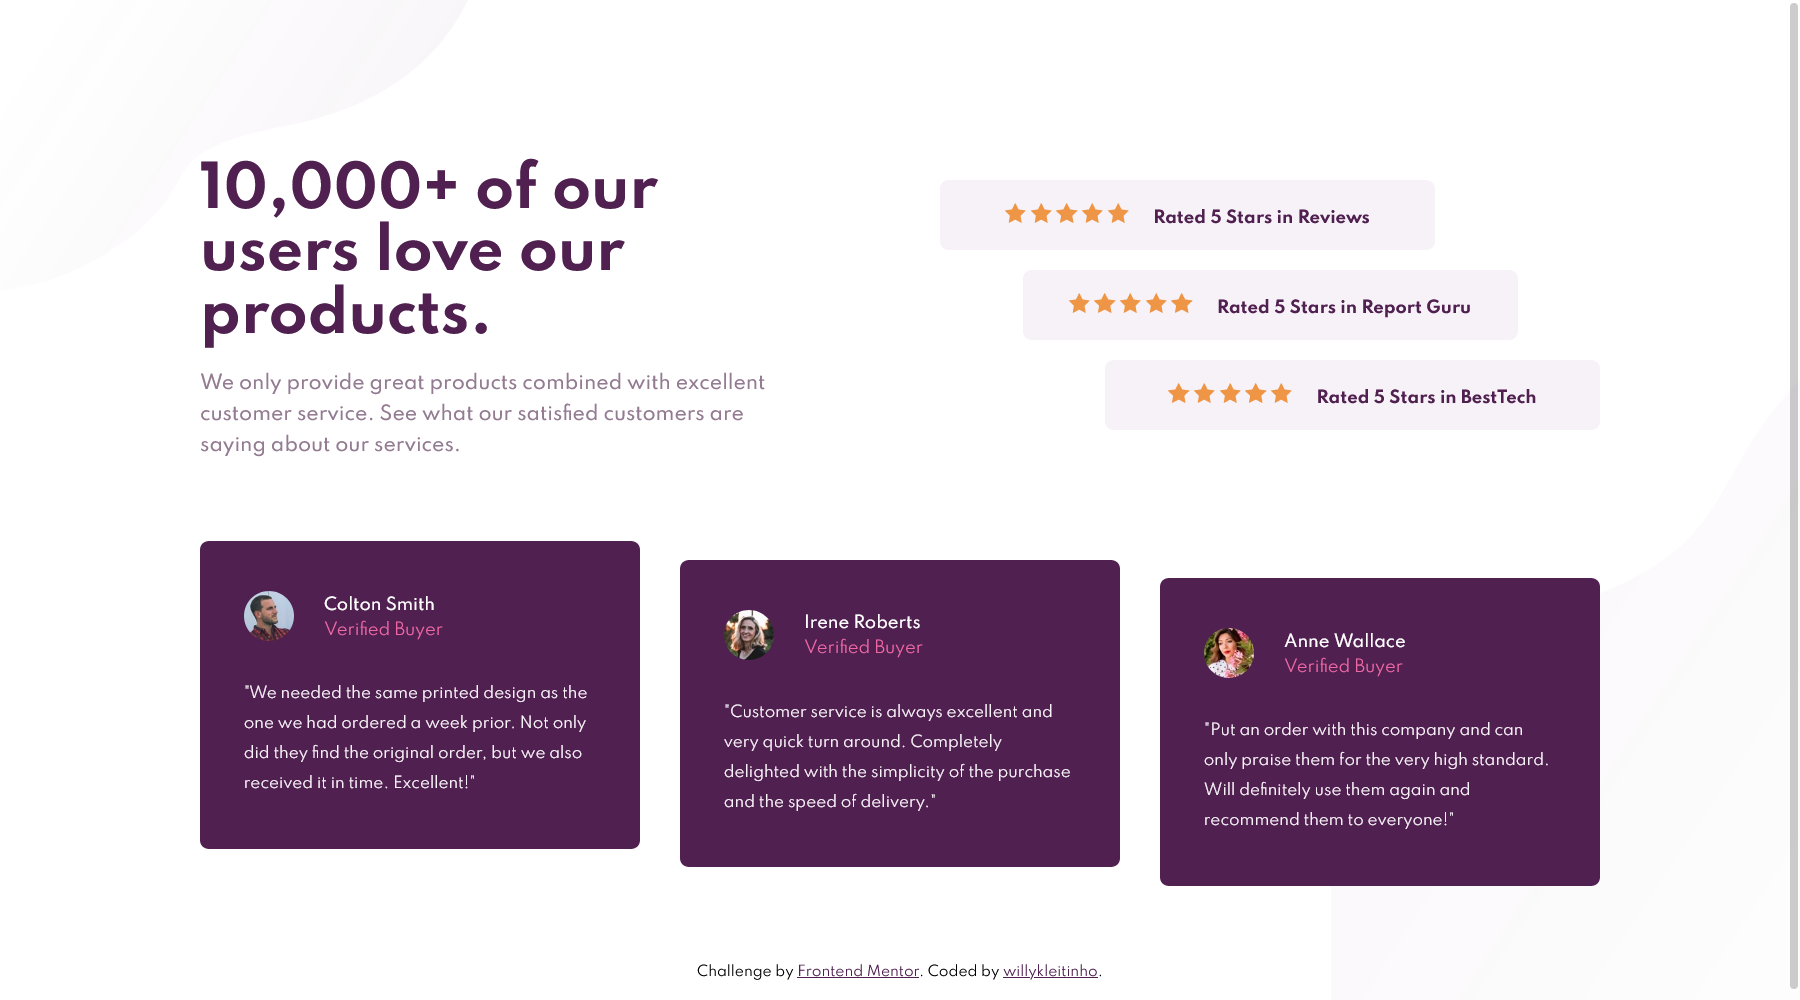 10,000+ of our
users love our
products.
We only provide great products combined with excellent
customer service. See what our satisfied customers are
saying about our services.
Rated 5 Stars in Reviews
Rated 5 Stars in Report Guru
Rated 5 Stars in BestTech
Colton Smith
Verified Buyer
"We needed the same printed design as the
one we had ordered a week prior. Not only
did they find the original order, but we also
received it in time. Excellent!"
Irene Roberts
Verified Buyer
"Customer service is always excellent and
very quick turn around. Completely
delighted with the simplicity of the purchase
and the speed of delivery."
Anne Wallace
Verified Buyer
"Put an order with this company and can
only praise them for the very high standard.
Will definitely use them again and
recommend them to everyone!"
Challenge by Frontend Mentor. Coded by willykleitinho.